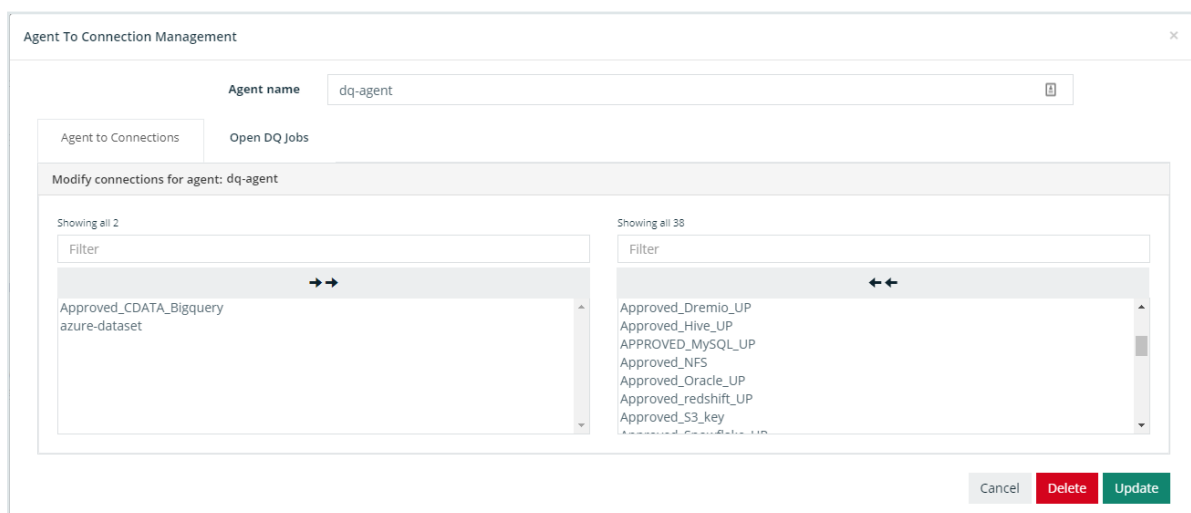 Agent To Connection Management
Agent name
dq-agent
Agent to Connections
Open DQ Jobs
Modify connections for agent: dq-agent
Showing all 2
Filter
Approved_CDATA_Bigquery
azure-dataset
Showing all 38
Filter
Approved_Dremio_UP
Approved_Hive_UP
APPROVED_MySQL_UP
Approved_NFS
Approved_Oracle_UP
Approved_redshift_UP
Approved_S3_key
Approved_Snowflake_UP
Cancel
Delete
Update